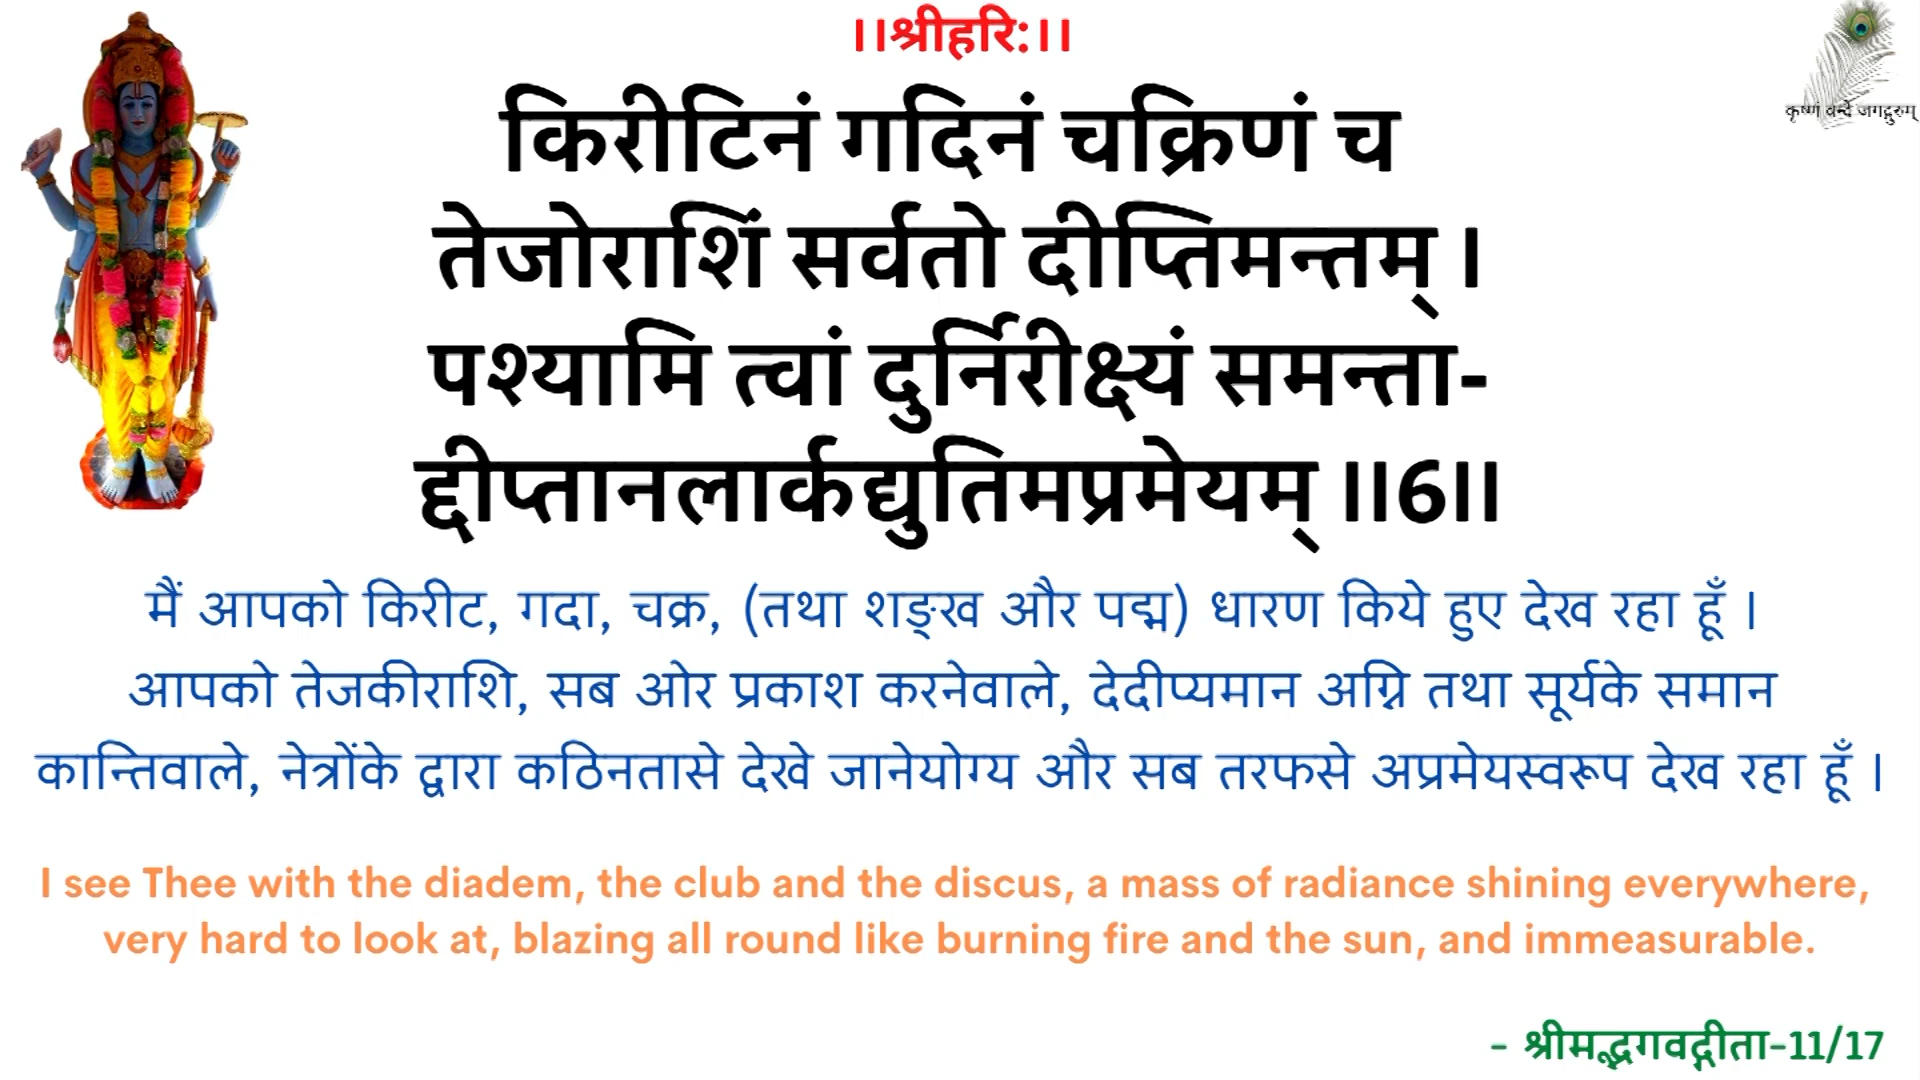 ।।श्रीहरि:।।
कृष्णं वन्दे जगद्गुरुम्
किरीटिनं गदिनं चक्रिणं च
तेजोराशिं सर्वतो दीप्तिमन्तम् ।
पश्यामि त्वां दुर्निरीक्ष्यं समन्ता-
द्दीप्तानलार्कद्युतिमप्रमेयम् ।।6।।
मैं आपको किरीट, गदा, चक्र, (तथा शङ्ख और पद्म) धारण किये हुए देख रहा हूँ ।
आपको तेजकीराशि, सब ओर प्रकाश करनेवाले, देदीप्यमान अग्नि तथा सूर्यके समान
कान्तिवाले, नेत्रोंके द्वारा कठिनतासे देखे जानेयोग्य और सब तरफसे अप्रमेयस्वरूप देख रहा हूँ ।
I see Thee with the diadem, the club and the discus, a mass of radiance shining everywhere,
very hard to look at, blazing all round like burning fire and the sun, and immeasurable.
- श्रीमद्भगवद्गीता-11/17